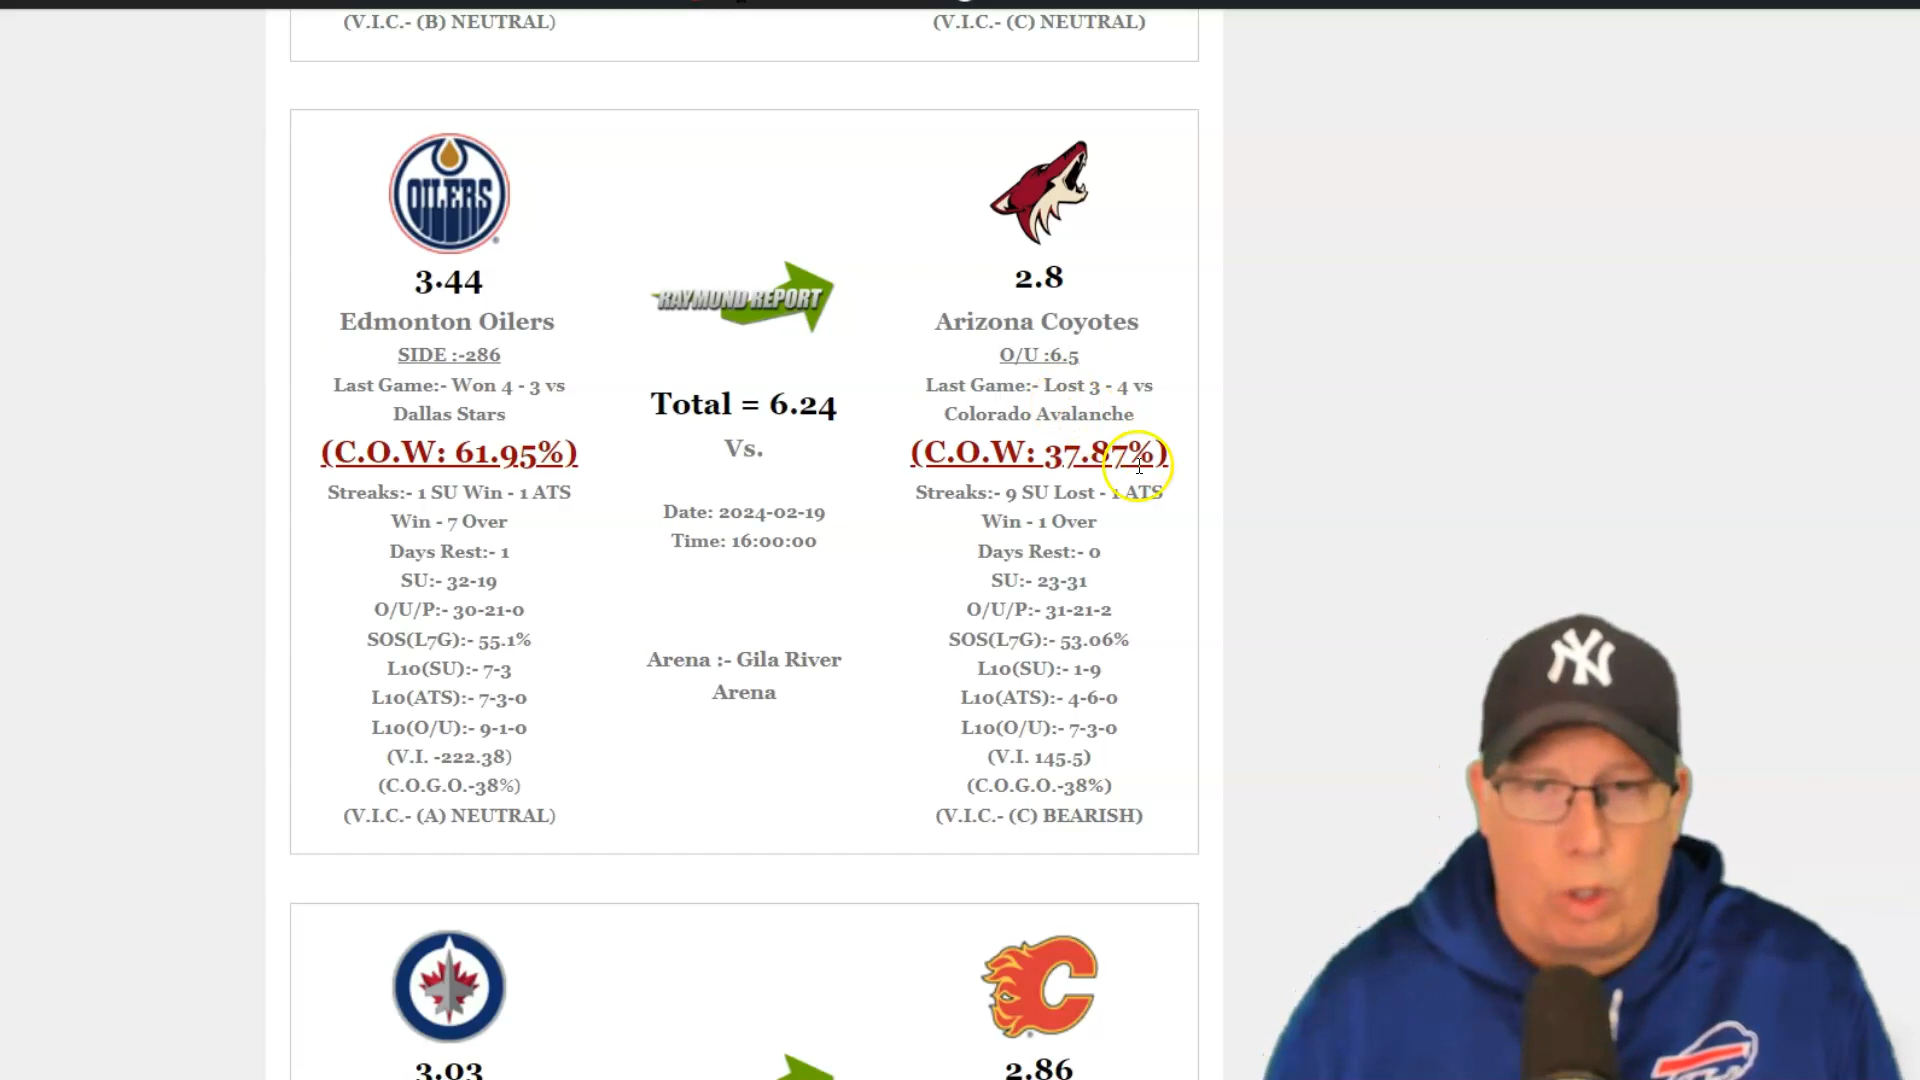 (V.I.C.- (B) NEUTRAL)
(V.I.C.- (C) NEUTRAL)
OILERS
3.44
Edmonton Oilers
SIDE :-286
Last Game:- Won 4 - 3 vs
Dallas Stars
(C.O.W: 61.95%)
Streaks:- 1 SU Win - 1 ATS
Win - 7 Over
Days Rest:- 1
SU:- 32-19
O/U/P:- 30-21-0
SOS(L7G):- 55.1%
L10(SU):- 7-3
L10(ATS):- 7-3-0
L10(O/U):- 9-1-0
(V.I. -222.38)
(C.O.G.O.-38%)
(V.I.C.- (A) NEUTRAL)
RAYMOND REPORT
Total = 6.24
Vs.
Date: 2024-02-19
Time: 16:00:00
Arena :- Gila River
Arena
2.8
Arizona Coyotes
O/U :6.5
Last Game:- Lost 3 - 4 vs
Colorado Avalanche
(C.O.W: 37.87%)
Streaks:- 9 SU Lost - 1 ATS
Win - 1 Over
Days Rest:- 0
SU:- 23-31
O/U/P:- 31-21-2
SOS(L7G):- 53.06%
L10(SU):- 1-9
L10(ATS):- 4-6-0
L10(O/U):- 7-3-0
(V.I. 145.5)
(C.O.G.O.-38%)
(V.I.C.- (C) BEARISH)
3.03
2.86
NY